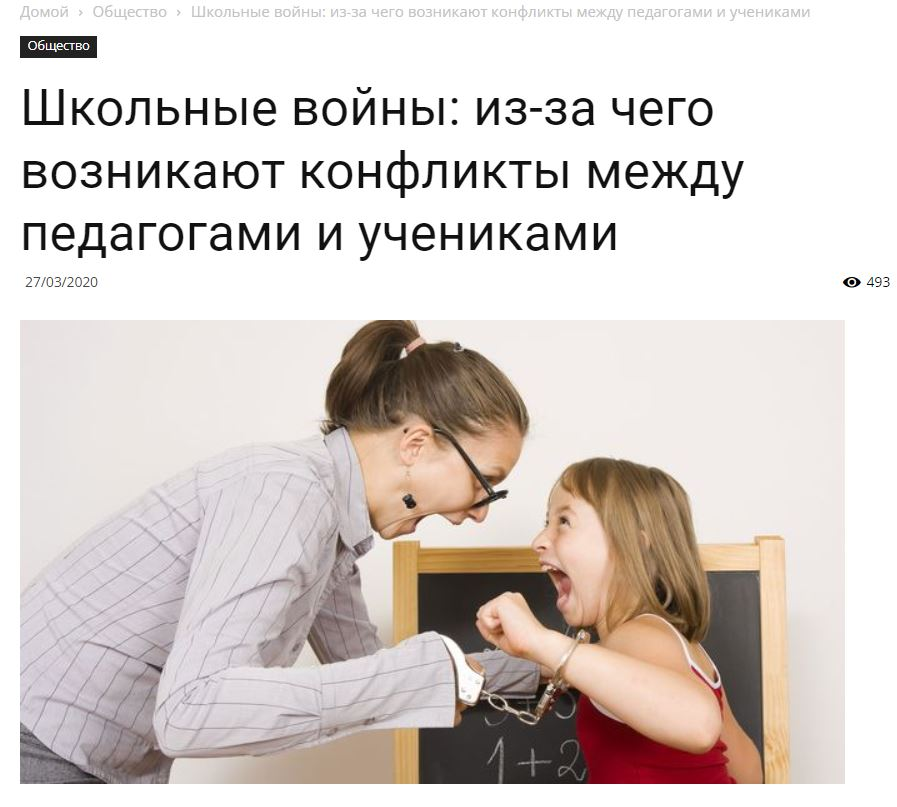 Домой › Общество › Школьные войны: из-за чего возникают конфликты между педагогами и учениками
Общество
Школьные войны: из-за чего
возникают конфликты между
педагогами и учениками
27/03/2020 493
1+2